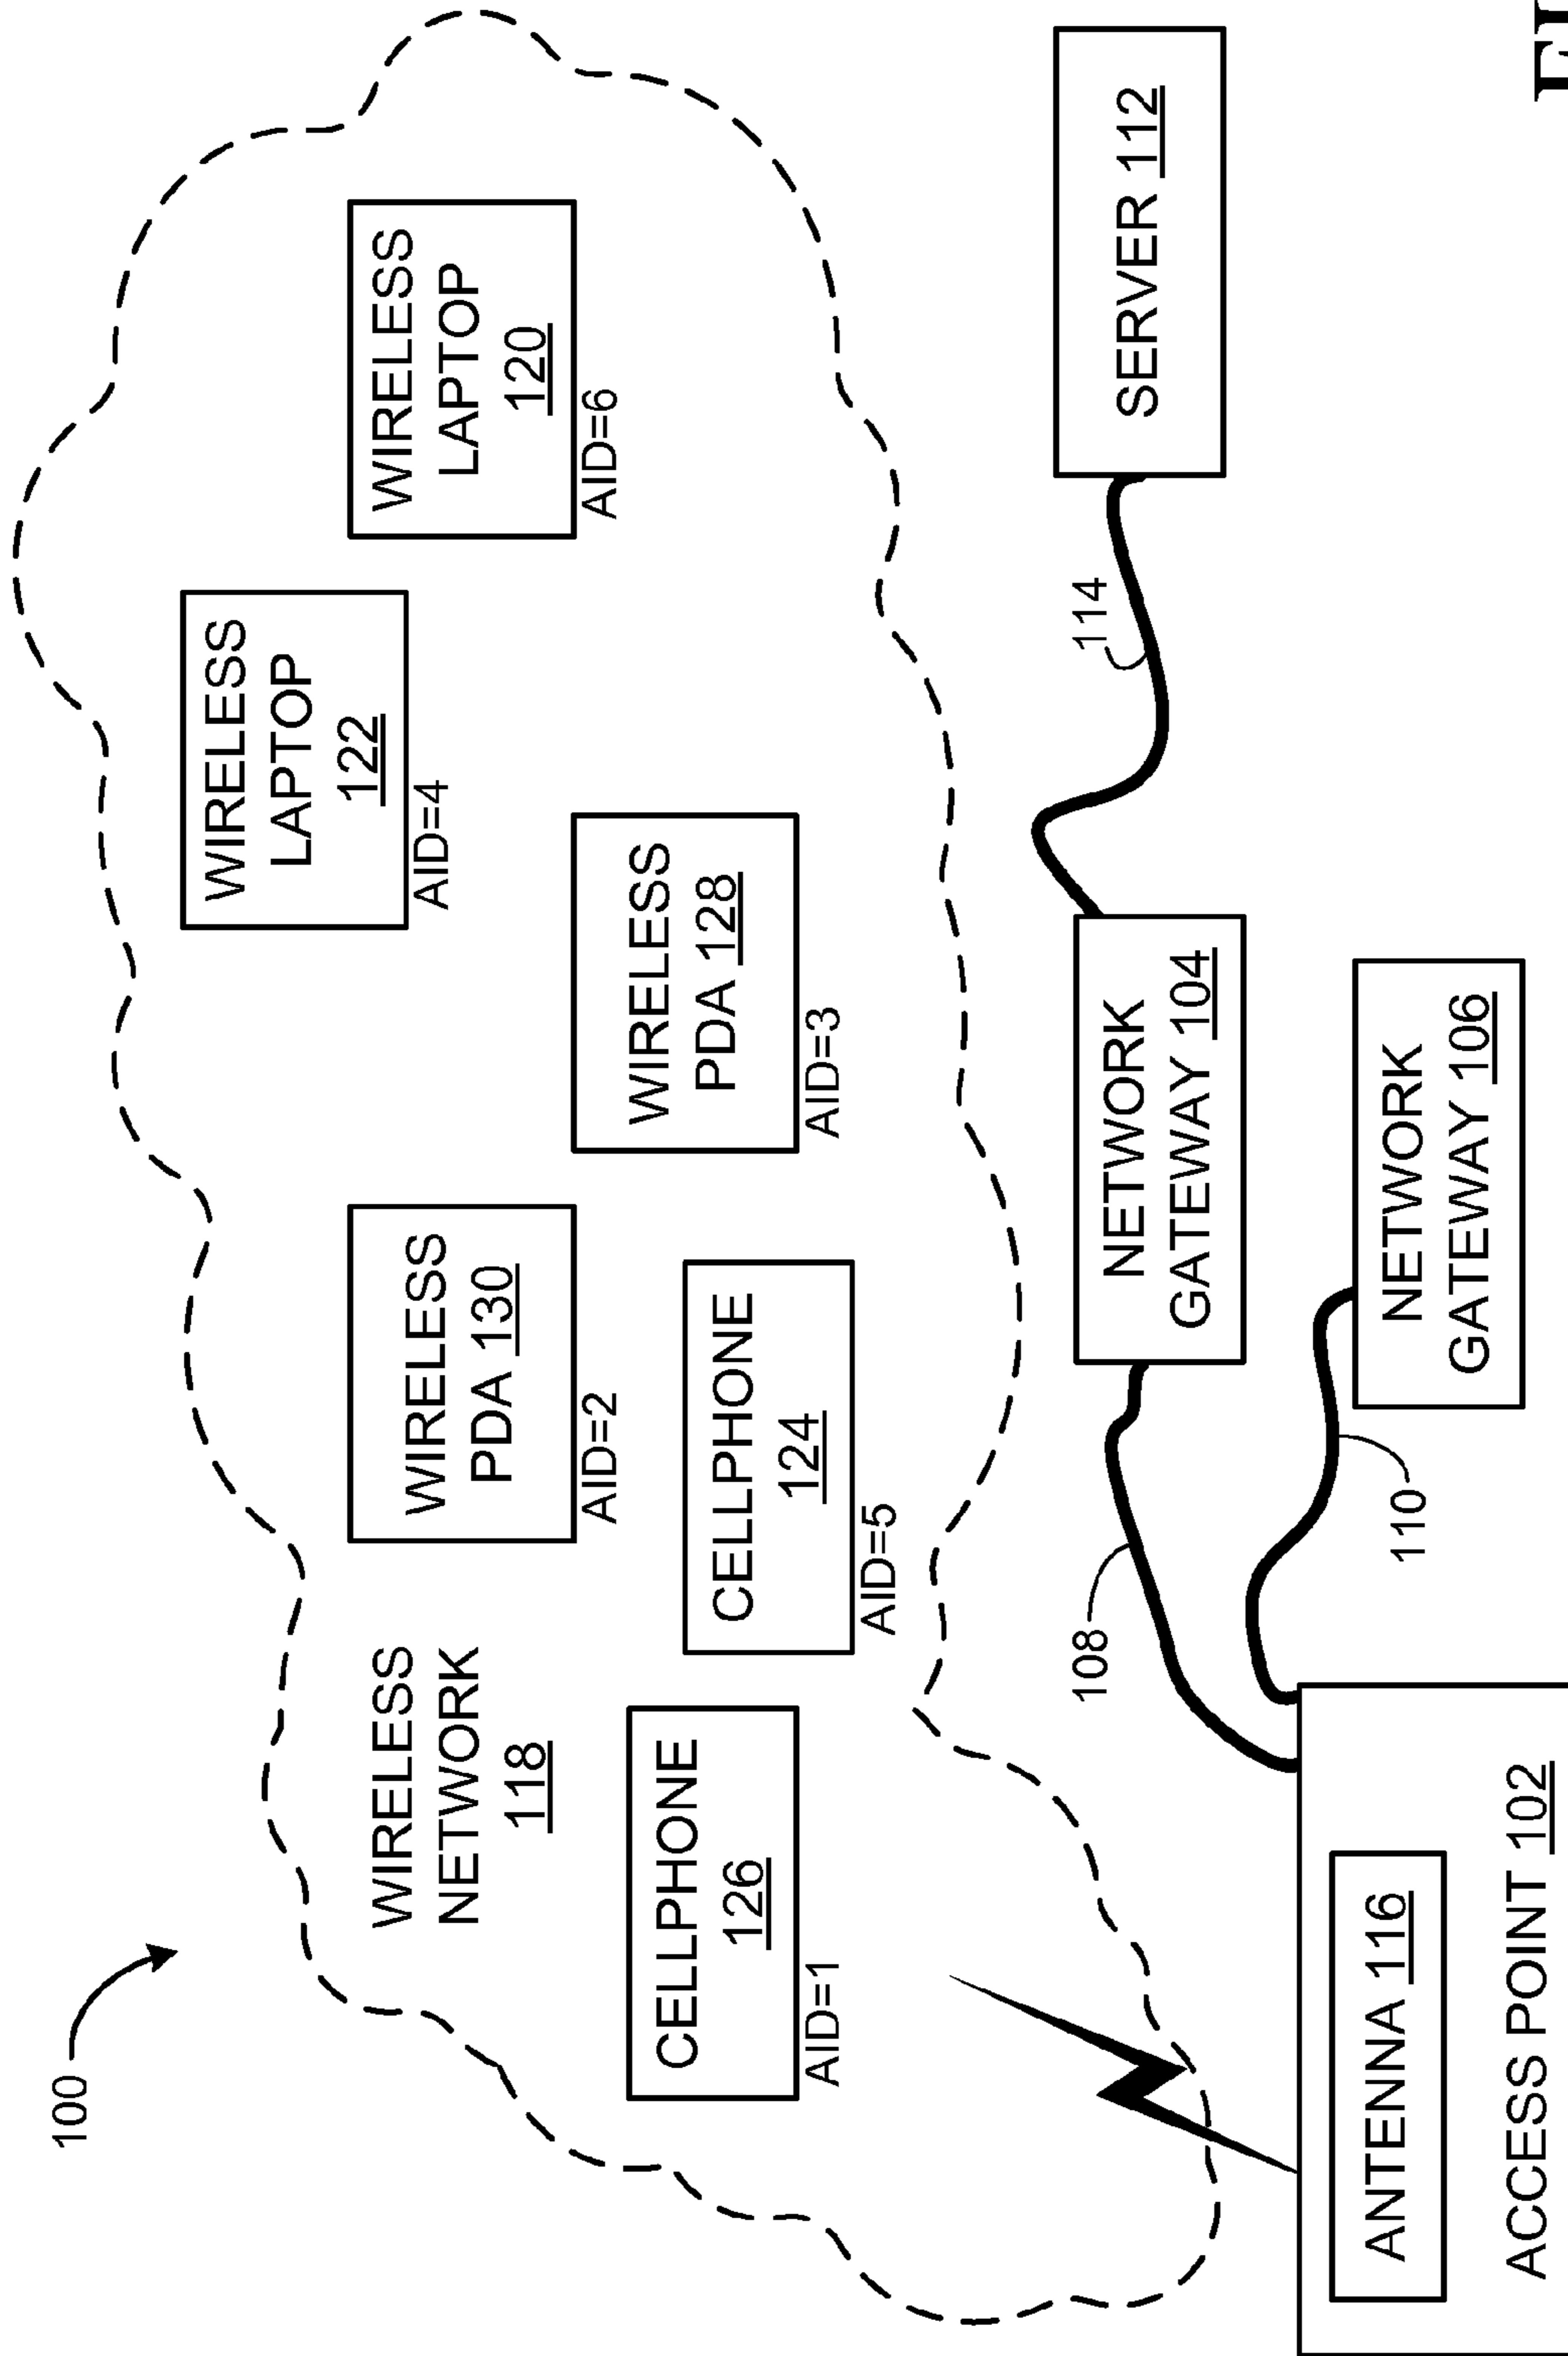 100
WIRELESS
LAPTOP
122
AID=4
WIRELESS
NETWORK
118
WIRELESS
PDA 130
AID=2
WIRELESS
LAPTOP
120
AID=6
WIRELESS
PDA 128
AID=3
CELLPHONE
126
AID=1
CELLPHONE
124
AID=5
108
114
NETWORK
GATEWAY 104
SERVER 112
110
NETWORK
GATEWAY 106
ANTENNA 116
ACCESS POINT 102